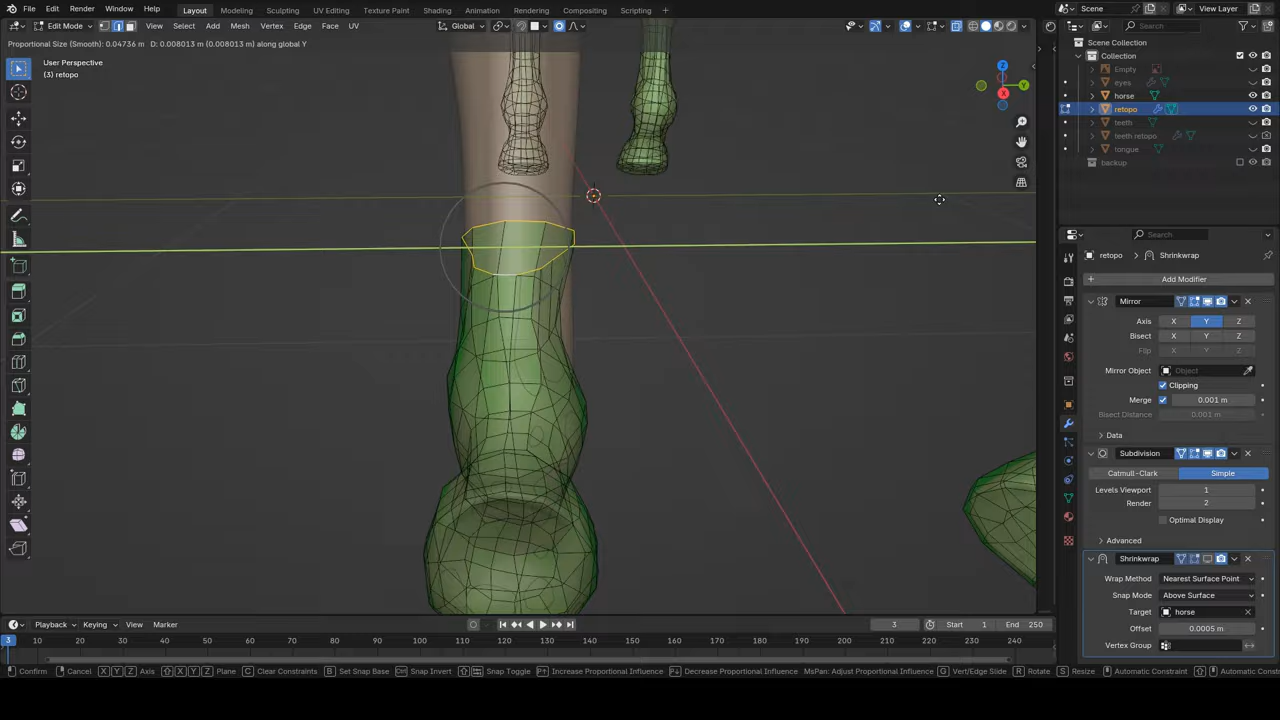 File Edit Render Window Help Layout Modeling Sculpting UV Editing Texture Paint Shading Animation Rendering Compositing Scripting + Scene View Layer
Edit Mode View Select Add Mesh Vertex Edge Face UV Global
Proportional Size (Smooth): 0.04736 m D: 0.008013 m (0.008013 m) along global Y
User Perspective
(3) retopo
Z
Y
X
Search
Scene Collection
Collection
Empty
eyes
horse
retopo
teeth
teeth retopo
tongue
backup
Search
retopo > Shrinkwrap
+ Add Modifier
Mirror
Axis X Y Z
Bisect X Y Z
Flip X Y Z
Mirror Object Object
Clipping
Merge 0.001 m
Bisect Distance 0.001 m
Data
Subdivision
Catmull-Clark Simple
Levels Viewport 1
Render 2
Optimal Display
Advanced
Shrinkwrap
Wrap Method Nearest Surface Point
Snap Mode Above Surface
Target horse
Offset 0.0005 m
Vertex Group
Playback Keying View Marker 3 Start 1 End 250
3 10 20 30 40 50 60 70 80 90 100 110 120 130 140 150 160 170 180 190 200 210 220 230 240
Confirm Cancel X Y Z Axis X Y Z Plane C Clear Constraints B Set Snap Base Snap Invert Snap Toggle Increase Proportional Influence Decrease Proportional Influence MsPan: Adjust Proportional Influence G Vert/Edge Slide R Rotate S Resize Automatic Constraint Automatic Constra